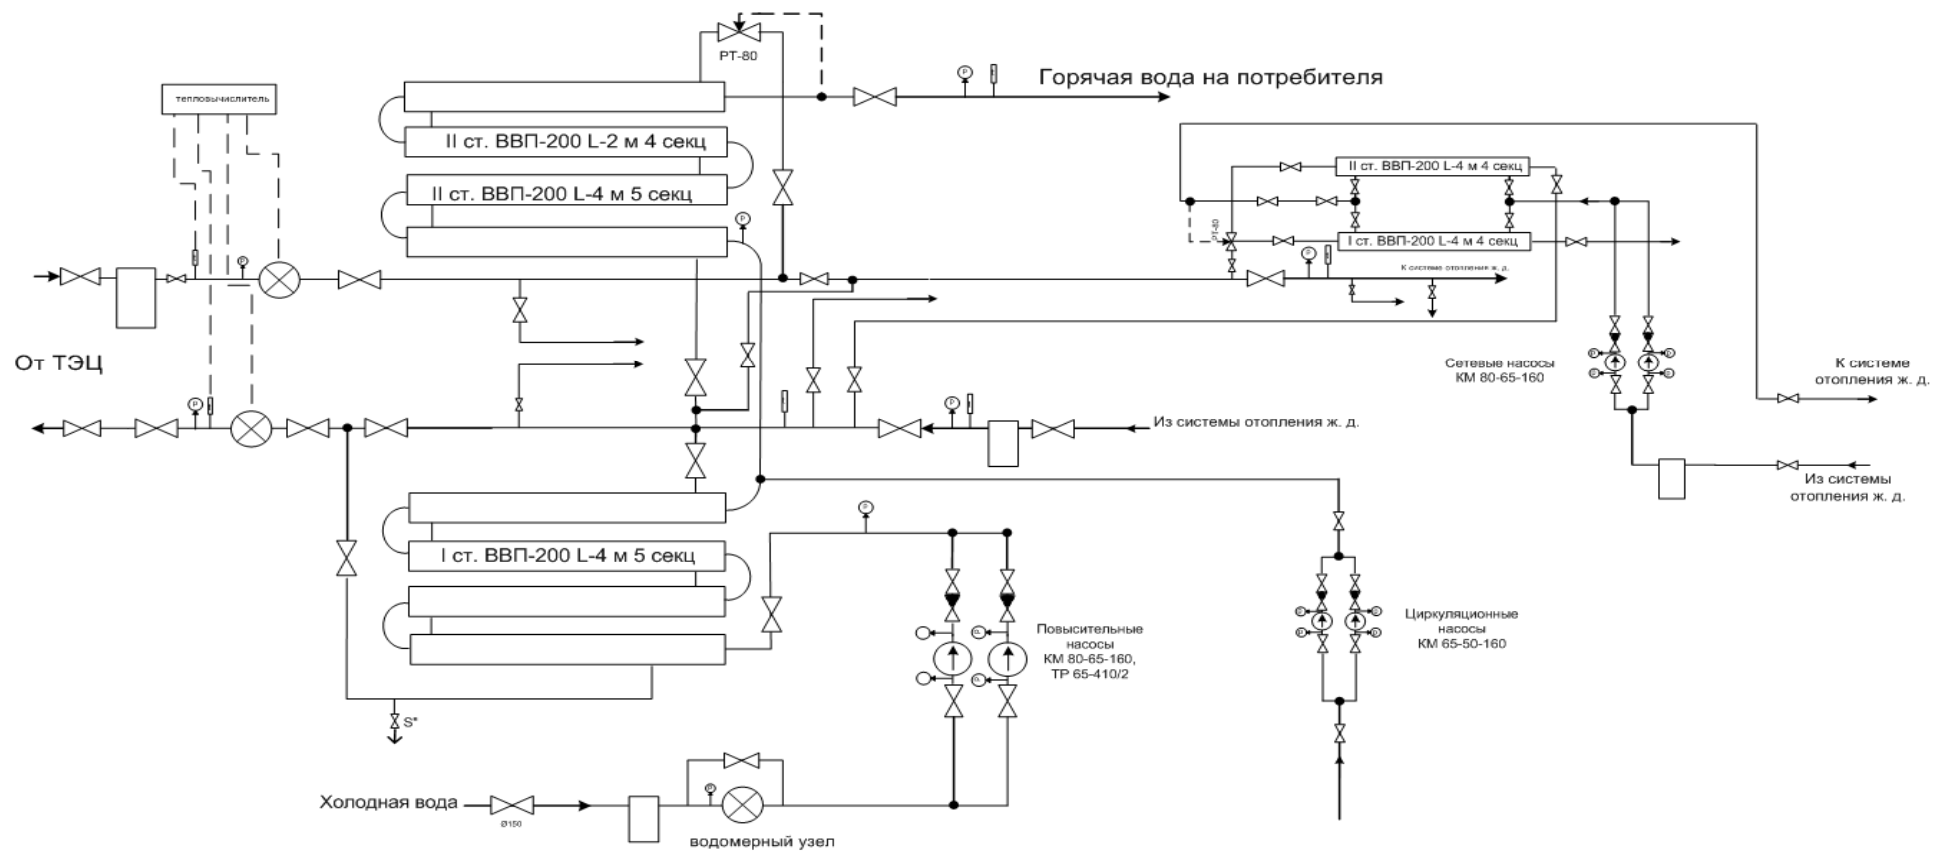 РТ-80
Горячая вода на потребителя
тепловычислитель
II ст. ВВП-200 L-2 м 4 секц
II ст. ВВП-200 L-4 м 5 секц
II ст. ВВП-200 L-4 м 4 секц
РТ-80
I ст. ВВП-200 L-4 м 4 секц
К системе отопления ж. д.
От ТЭЦ
Сетевые насосы
КМ 80-65-160
К системе
отопления ж. д.
Из системы отопления ж. д.
Из системы
отопления ж. д.
I ст. ВВП-200 L-4 м 5 секц
Повысительные
насосы
КМ 80-65-160,
ТР 65-410/2
Циркуляционные
насосы
КМ 65-50-160
S*
Холодная вода
Ø150
водомерный узел